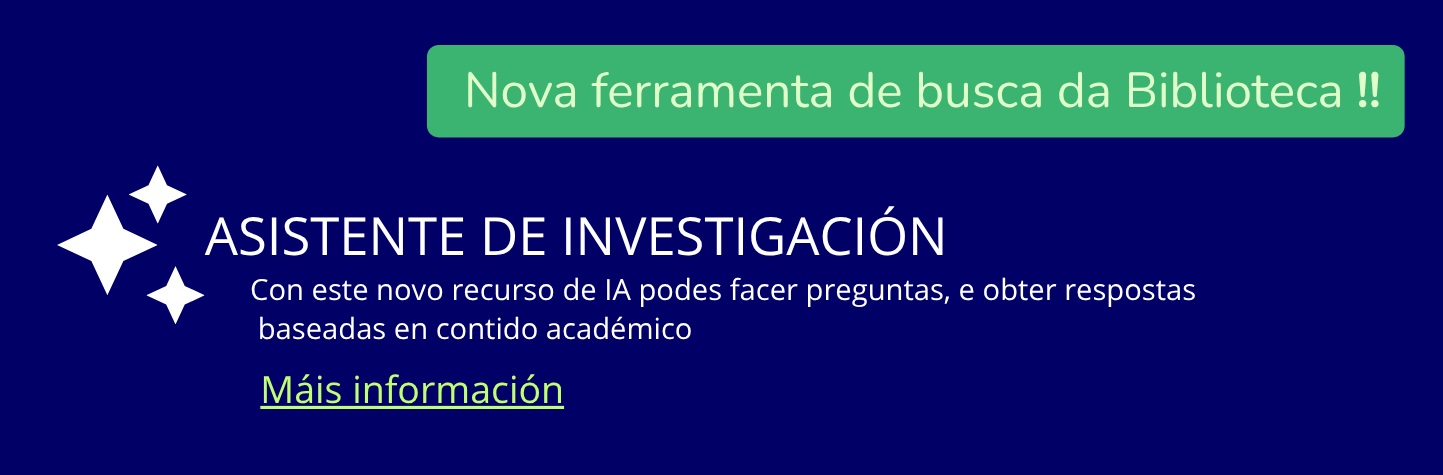 Nova ferramenta de busca da Biblioteca !!
ASISTENTE DE INVESTIGACIÓN
Con este novo recurso de IA podes facer preguntas, e obter respostas
baseadas en contido académico
Máis información